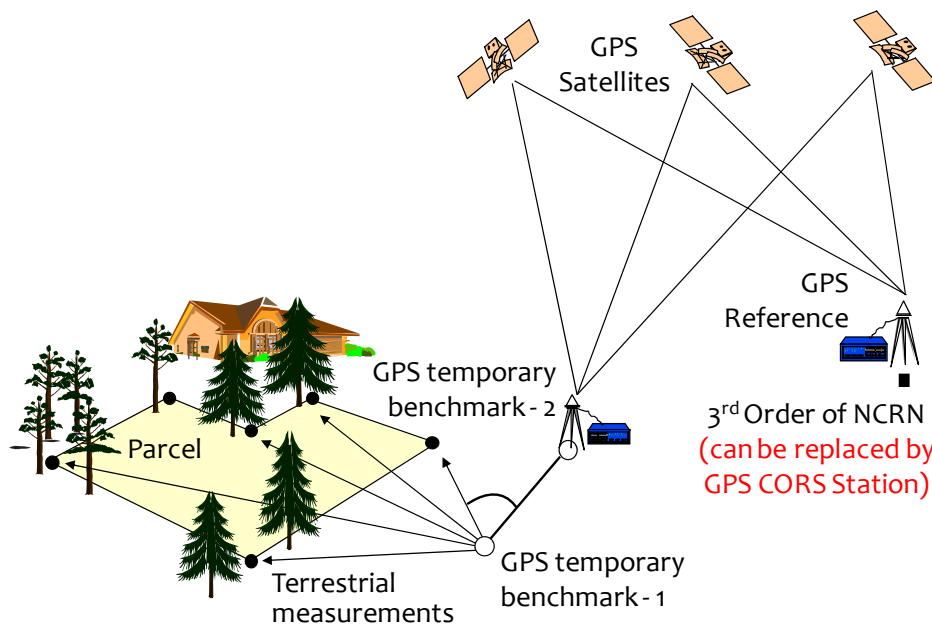 GPS
Satellites
GPS
Reference
GPS temporary
benchmark - 2
3rd Order of NCRN
(can be replaced by
GPS CORS Station)
Parcel
GPS temporary
benchmark - 1
Terrestrial
measurements